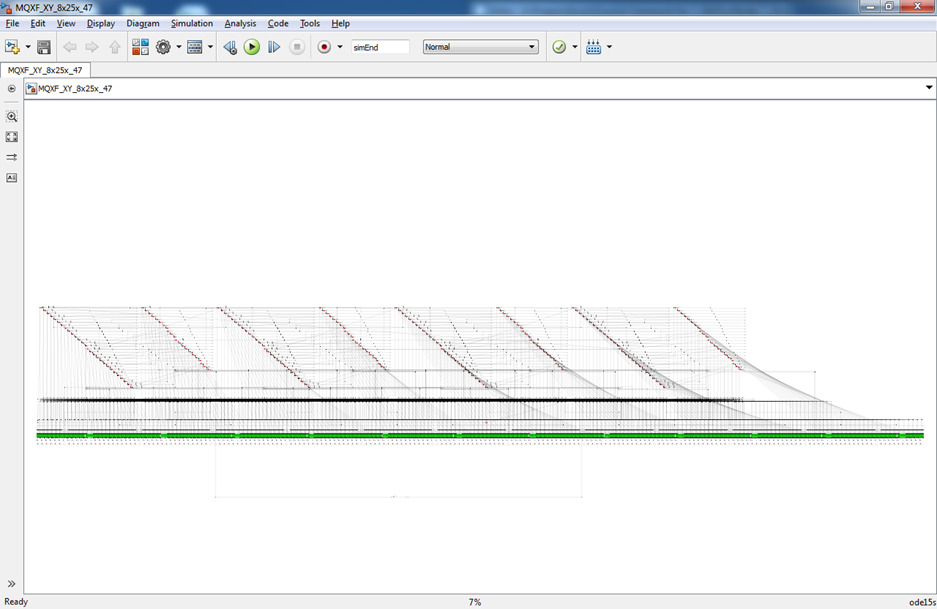 MQXF_XY_8x25x_47
File Edit View Display Diagram Simulation Analysis Code Tools Help
simEnd Normal
MQXF_XY_8x25x_47
MQXF_XY_8x25x_47
Ready 7% ode15s